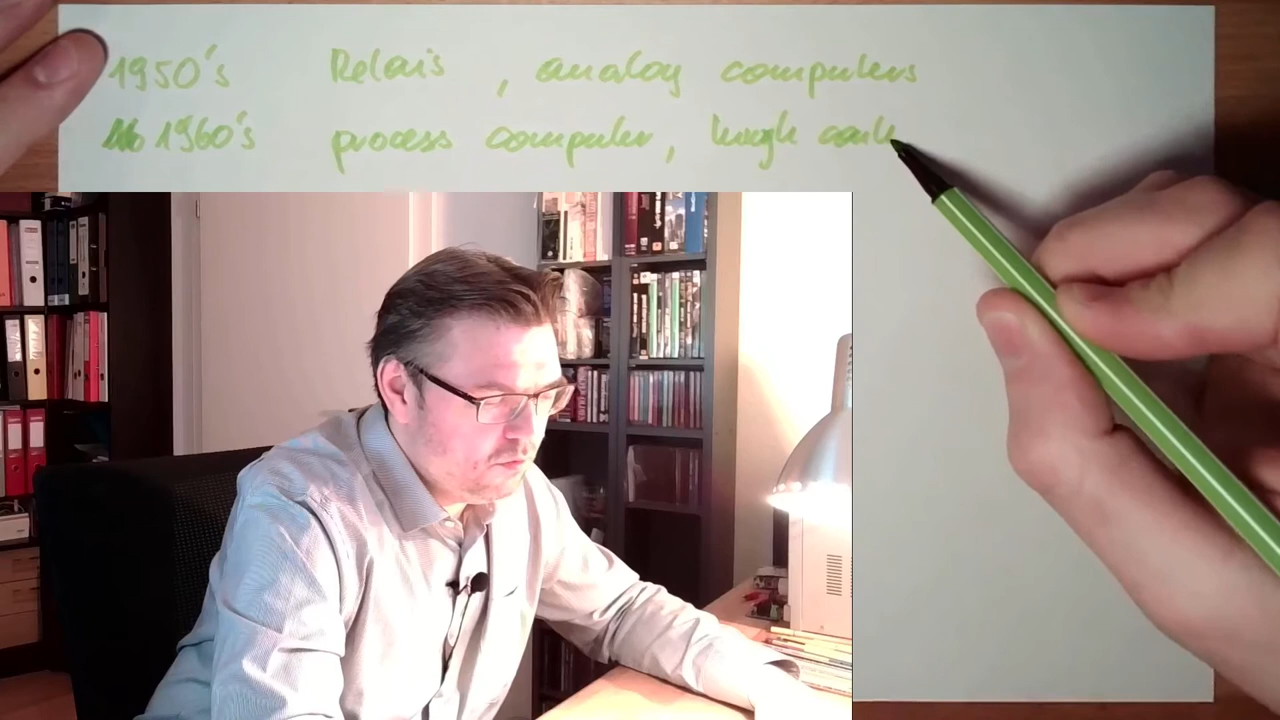 1950's Relais, analog computers
1960's process computer, high